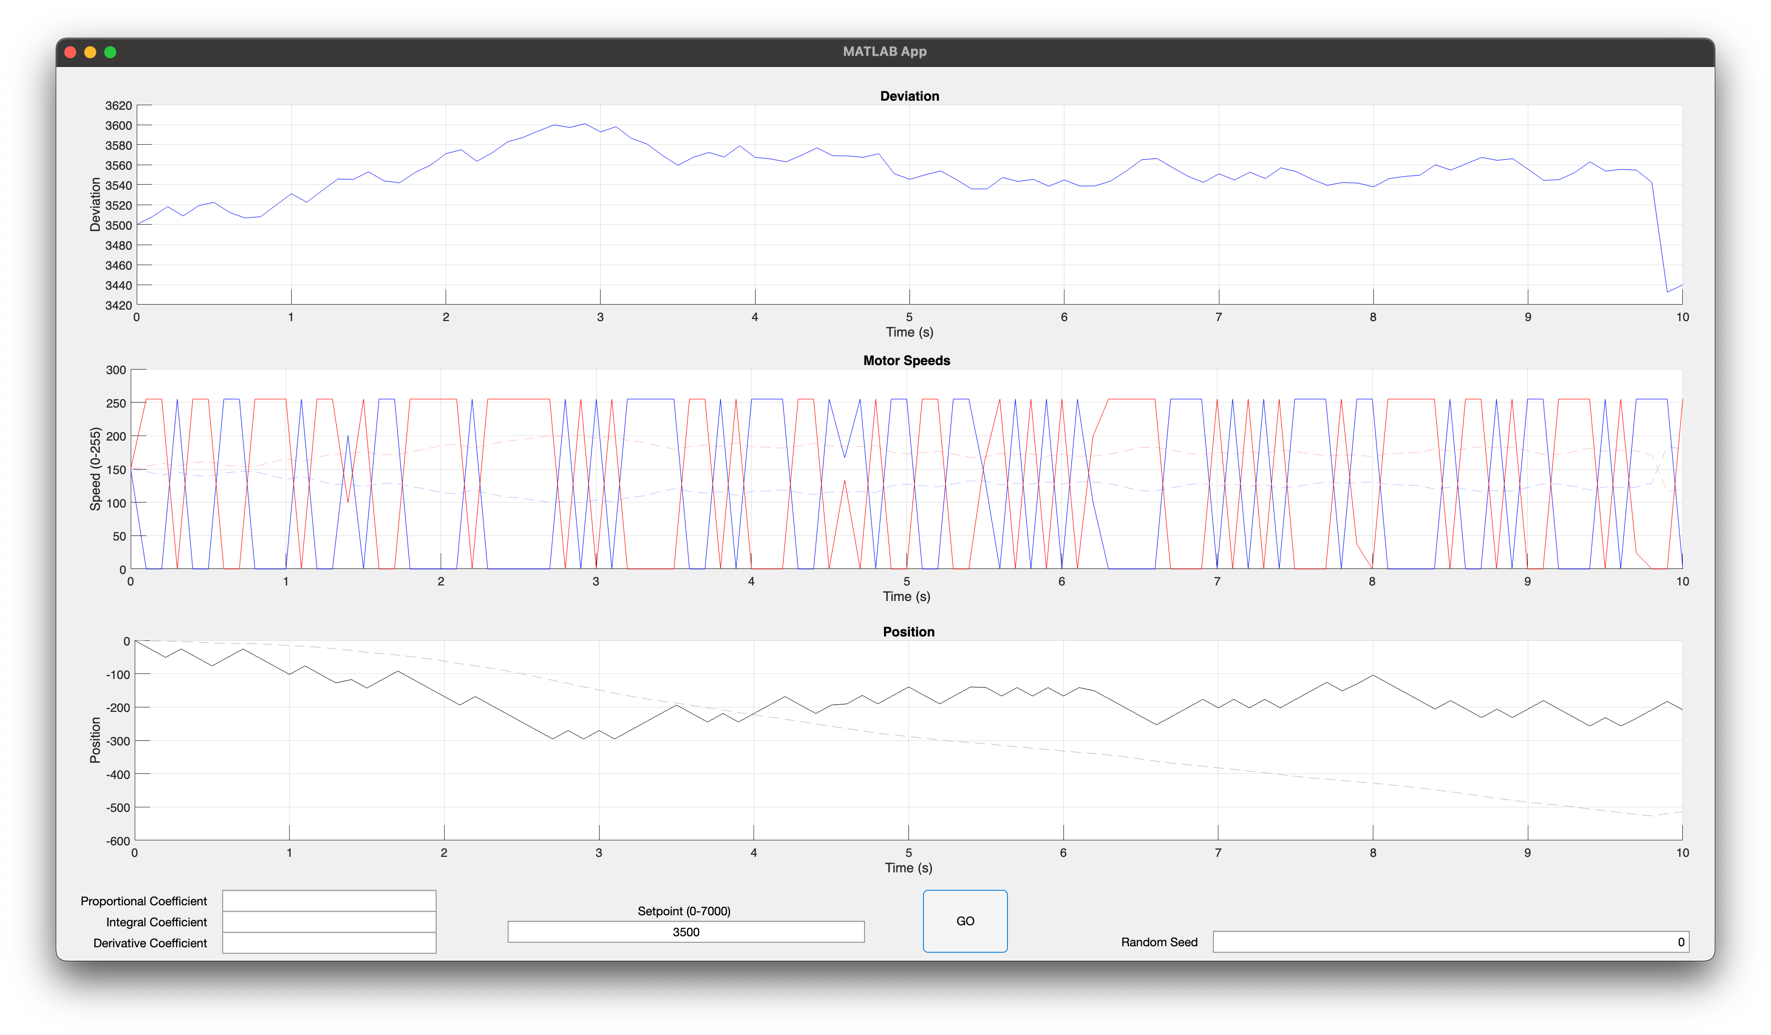 MATLAB App
Deviation
3620
3600
3580
3560
3540
3520
3500
3480
3460
3440
3420
Deviation
0 1 2 3 4 5 6 7 8 9 10
Time (s)
Motor Speeds
300
250
200
150
100
50
0
Speed (0-255)
0 1 2 3 4 5 6 7 8 9 10
Time (s)
Position
0
-100
-200
-300
-400
-500
-600
Position
0 1 2 3 4 5 6 7 8 9 10
Time (s)
Proportional Coefficient
Integral Coefficient
Derivative Coefficient
Setpoint (0-7000)
3500
GO
Random Seed 0